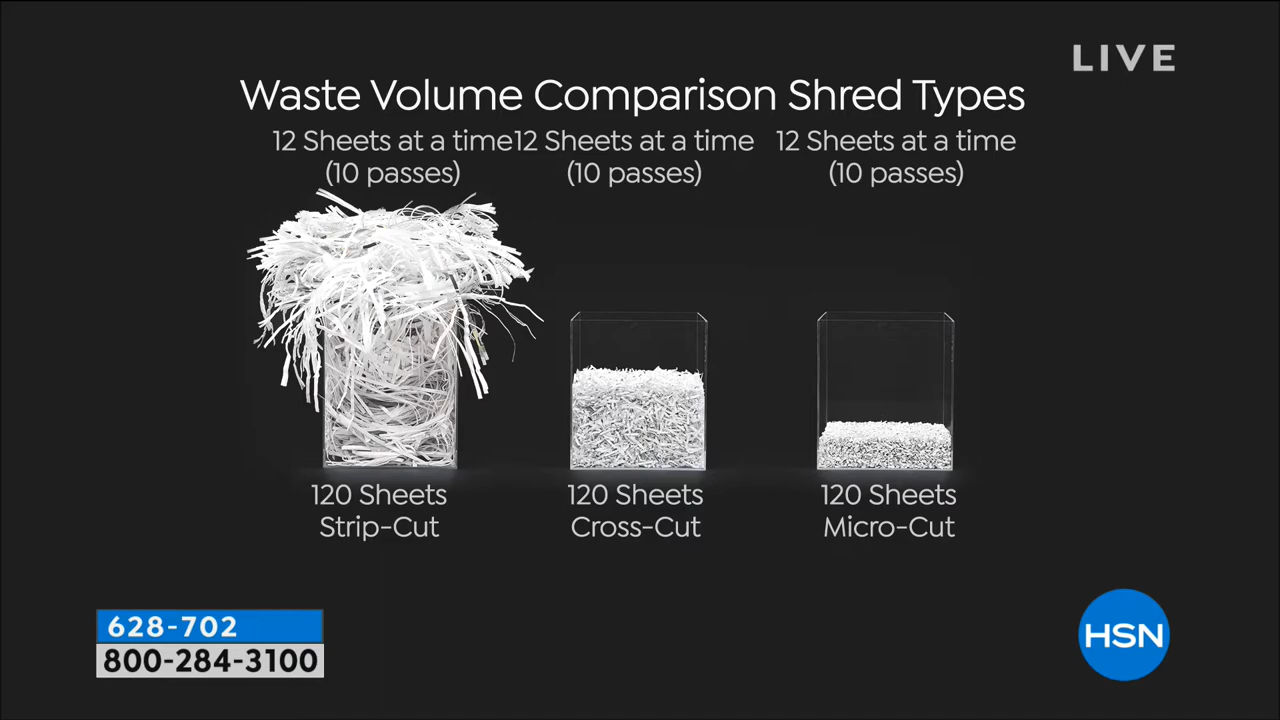 LIVE
Waste Volume Comparison Shred Types
12 Sheets at a time 12 Sheets at a time 12 Sheets at a time
(10 passes) (10 passes) (10 passes)
120 Sheets 120 Sheets 120 Sheets
Strip-Cut Cross-Cut Micro-Cut
628-702
800-284-3100
HSN